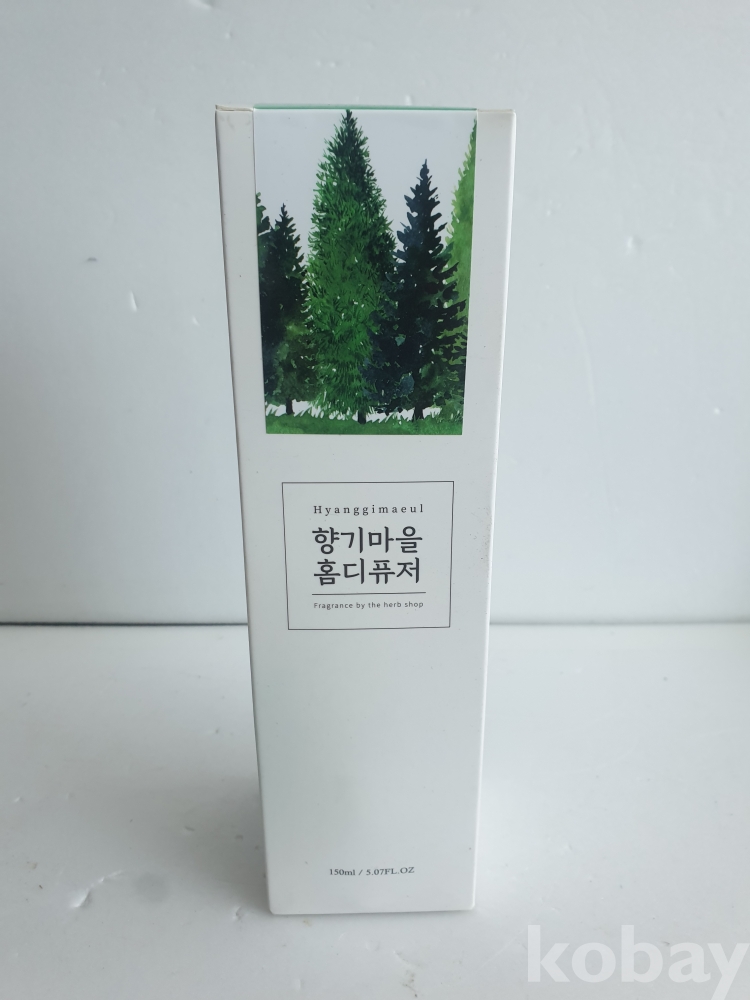 Hyanggimaeul
향기마을
홈디퓨저
Fragrance by the herb shop
150ml / 5.07FL.OZ
kobay